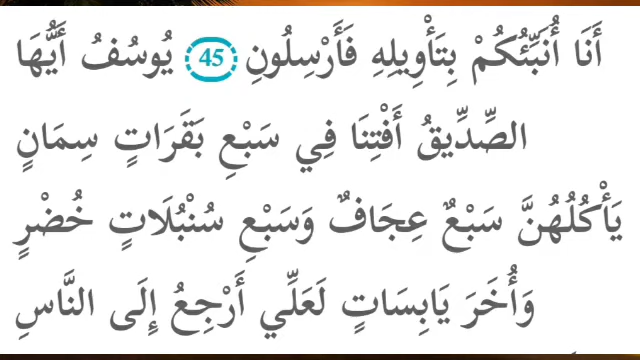 أَنَا أُنَبِّئُكُمْ بِتَأْوِيلِهِ فَأَرْسِلُونِ 45 يُوسُفُ أَيُّهَا
الصِّدِّيقُ أَفْتِنَا فِي سَبْعِ بَقَرَاتٍ سِمَانٍ
يَأْكُلُهُنَّ سَبْعٌ عِجَافٌ وَسَبْعِ سُنْبُلَاتٍ خُضْرٍ
وَأُخَرَ يَابِسَاتٍ لَعَلِّي أَرْجِعُ إِلَى النَّاسِ